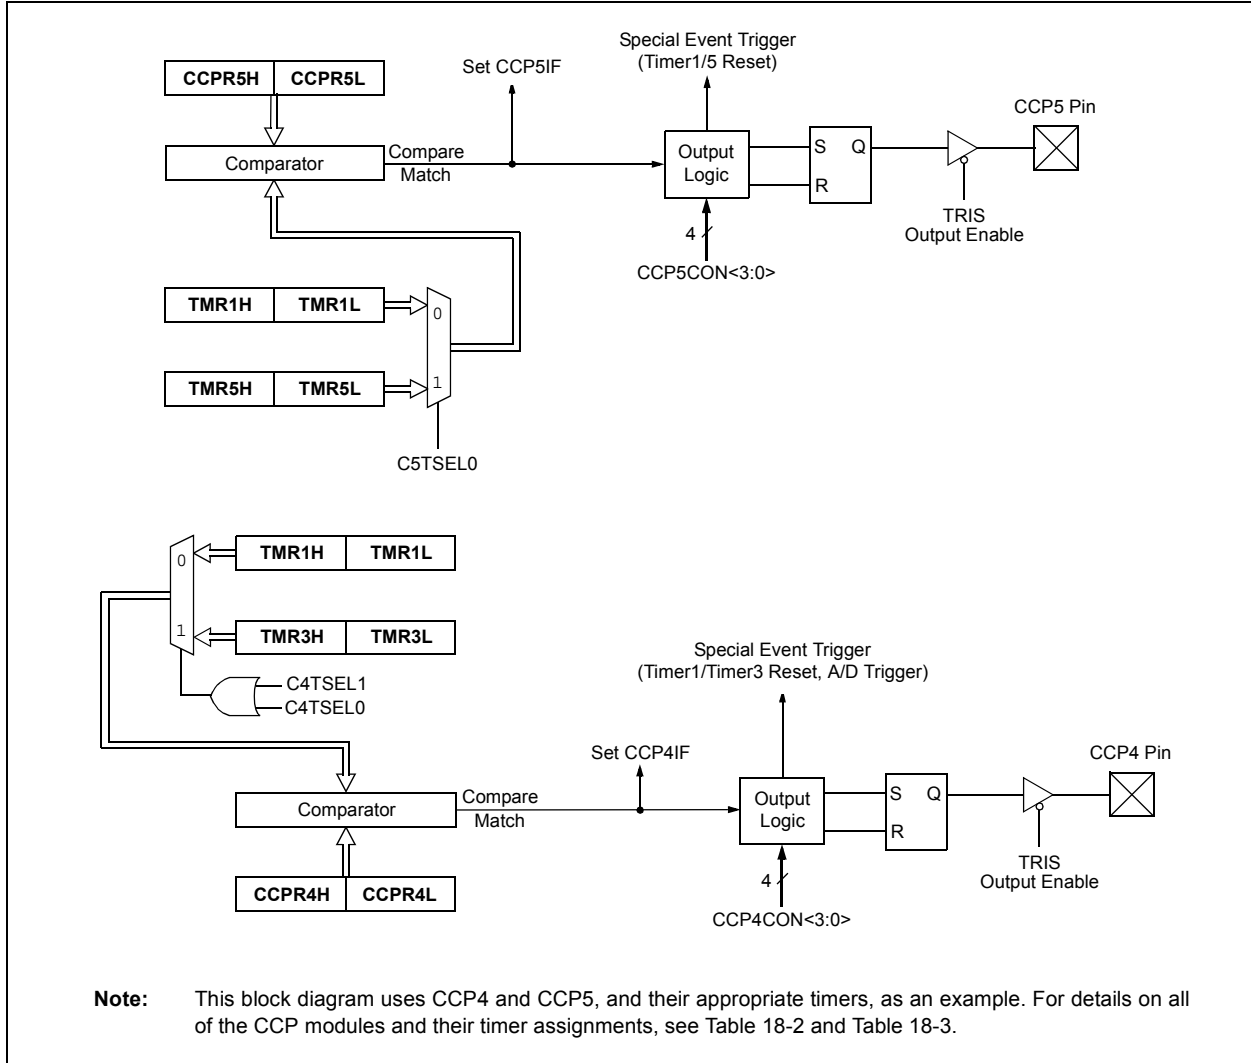 Special Event Trigger
(Timer1/5 Reset)
Set CCP5IF
CCPR5H CCPR5L
CCP5 Pin
Comparator
Compare
Match
Output
Logic
S Q
R
TRIS
Output Enable
4
CCP5CON<3:0>
TMR1H TMR1L
0
TMR5H TMR5L
1
C5TSEL0
TMR1H TMR1L
0
TMR3H TMR3L
1
C4TSEL1
C4TSEL0
Special Event Trigger
(Timer1/Timer3 Reset, A/D Trigger)
Set CCP4IF
CCP4 Pin
Comparator
Compare
Match
Output
Logic
S Q
R
TRIS
Output Enable
4
CCPR4H CCPR4L
CCP4CON<3:0>
Note: This block diagram uses CCP4 and CCP5, and their appropriate timers, as an example. For details on all
of the CCP modules and their timer assignments, see Table 18-2 and Table 18-3.